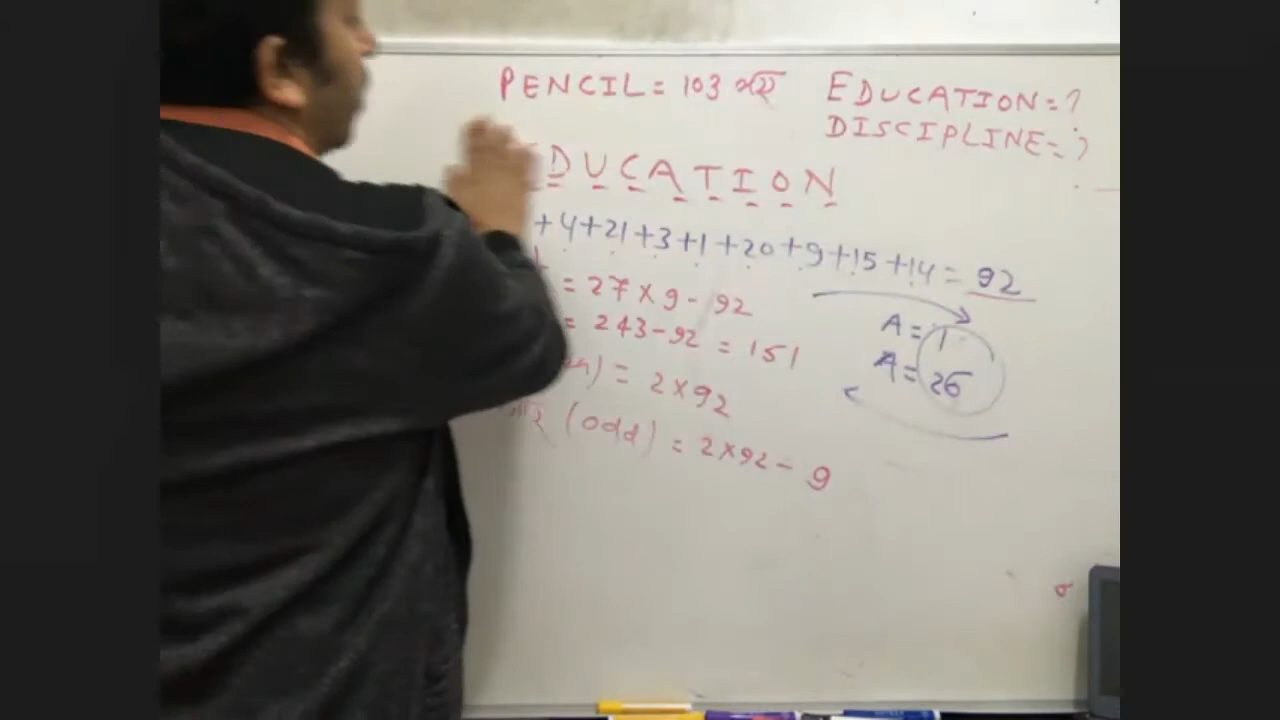 PENCIL = 103
EDUCATION = ?
DISCIPLINE = ?
DUCATION
+ 4 + 21 + 3 + 1 + 20 + 9 + 15 + 14 = 92
= 27 × 9 - 92
= 243 - 92 = 151
) = 2 × 92
(odd) = 2×92 - 9
A = 1
A = 26